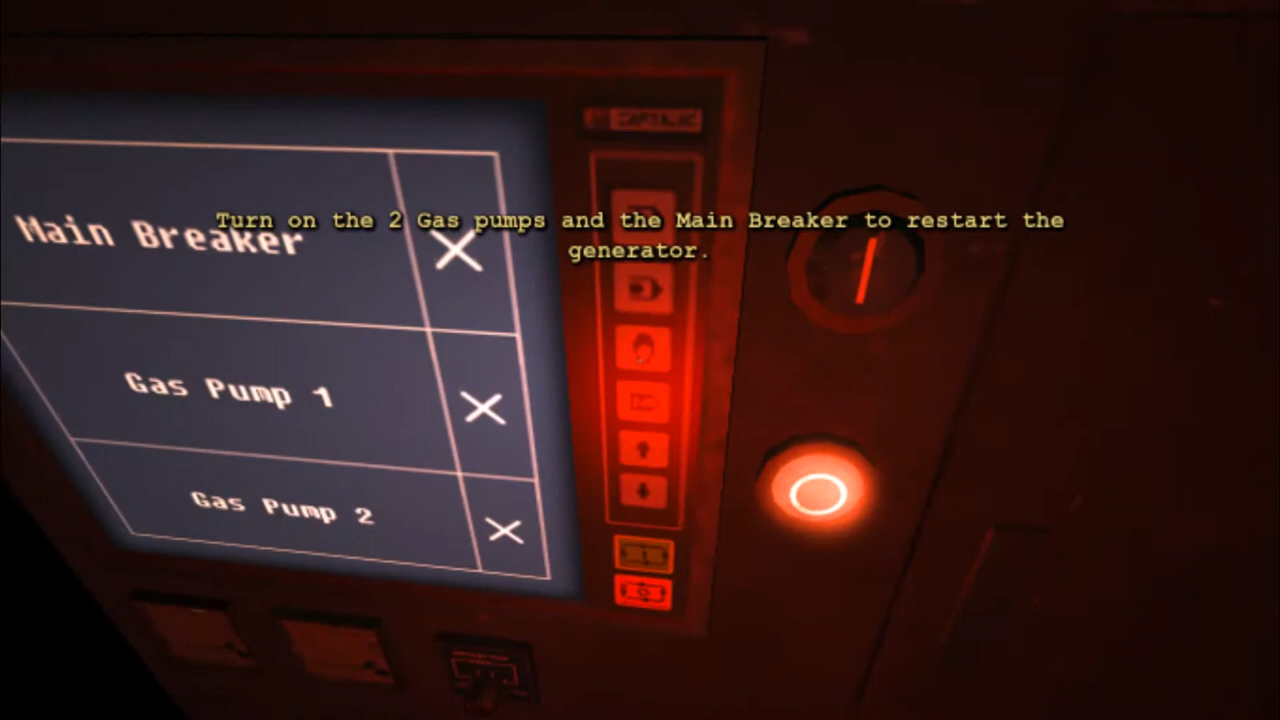 Turn on the 2 Gas pumps and the Main Breaker to restart the
generator.
Main Breaker
Gas Pump 1
Gas Pump 2